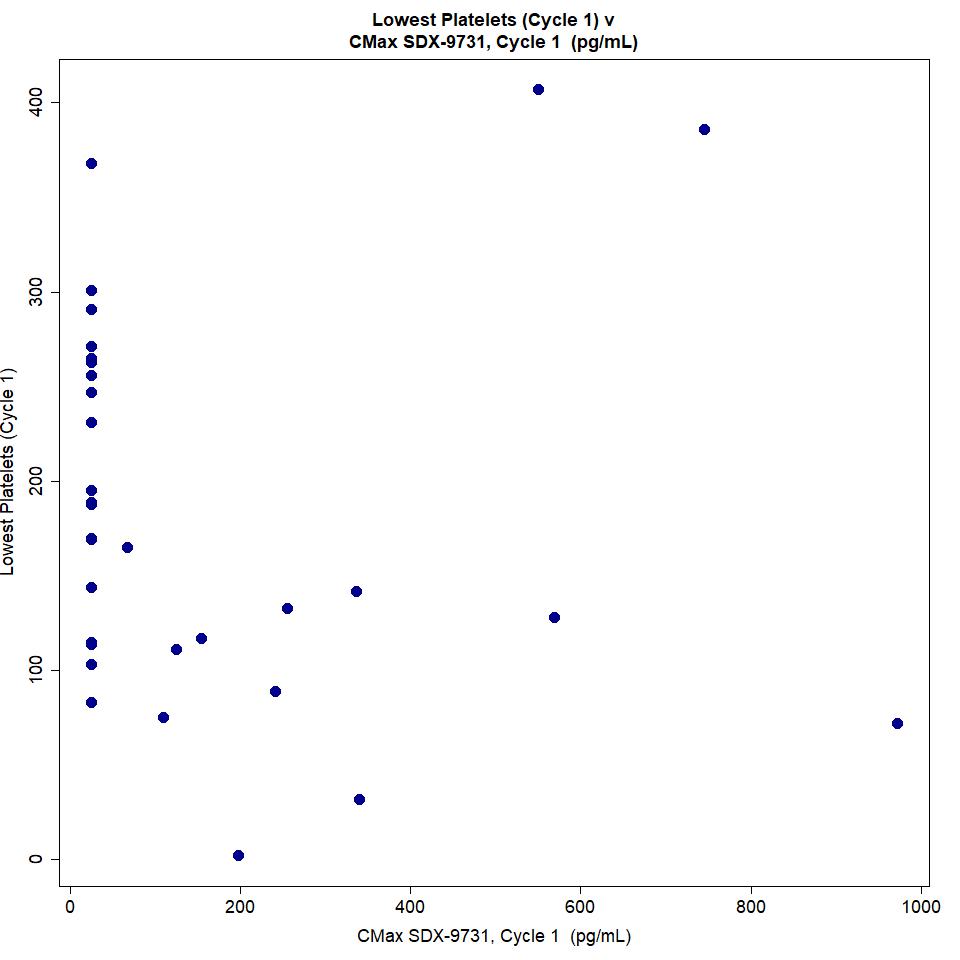 Lowest Platelets (Cycle 1) v
CMax SDX-9731, Cycle 1  (pg/mL)
Lowest Platelets (Cycle 1)
400
300
200
100
0
0 200 400 600 800 1000
CMax SDX-9731, Cycle 1  (pg/mL)